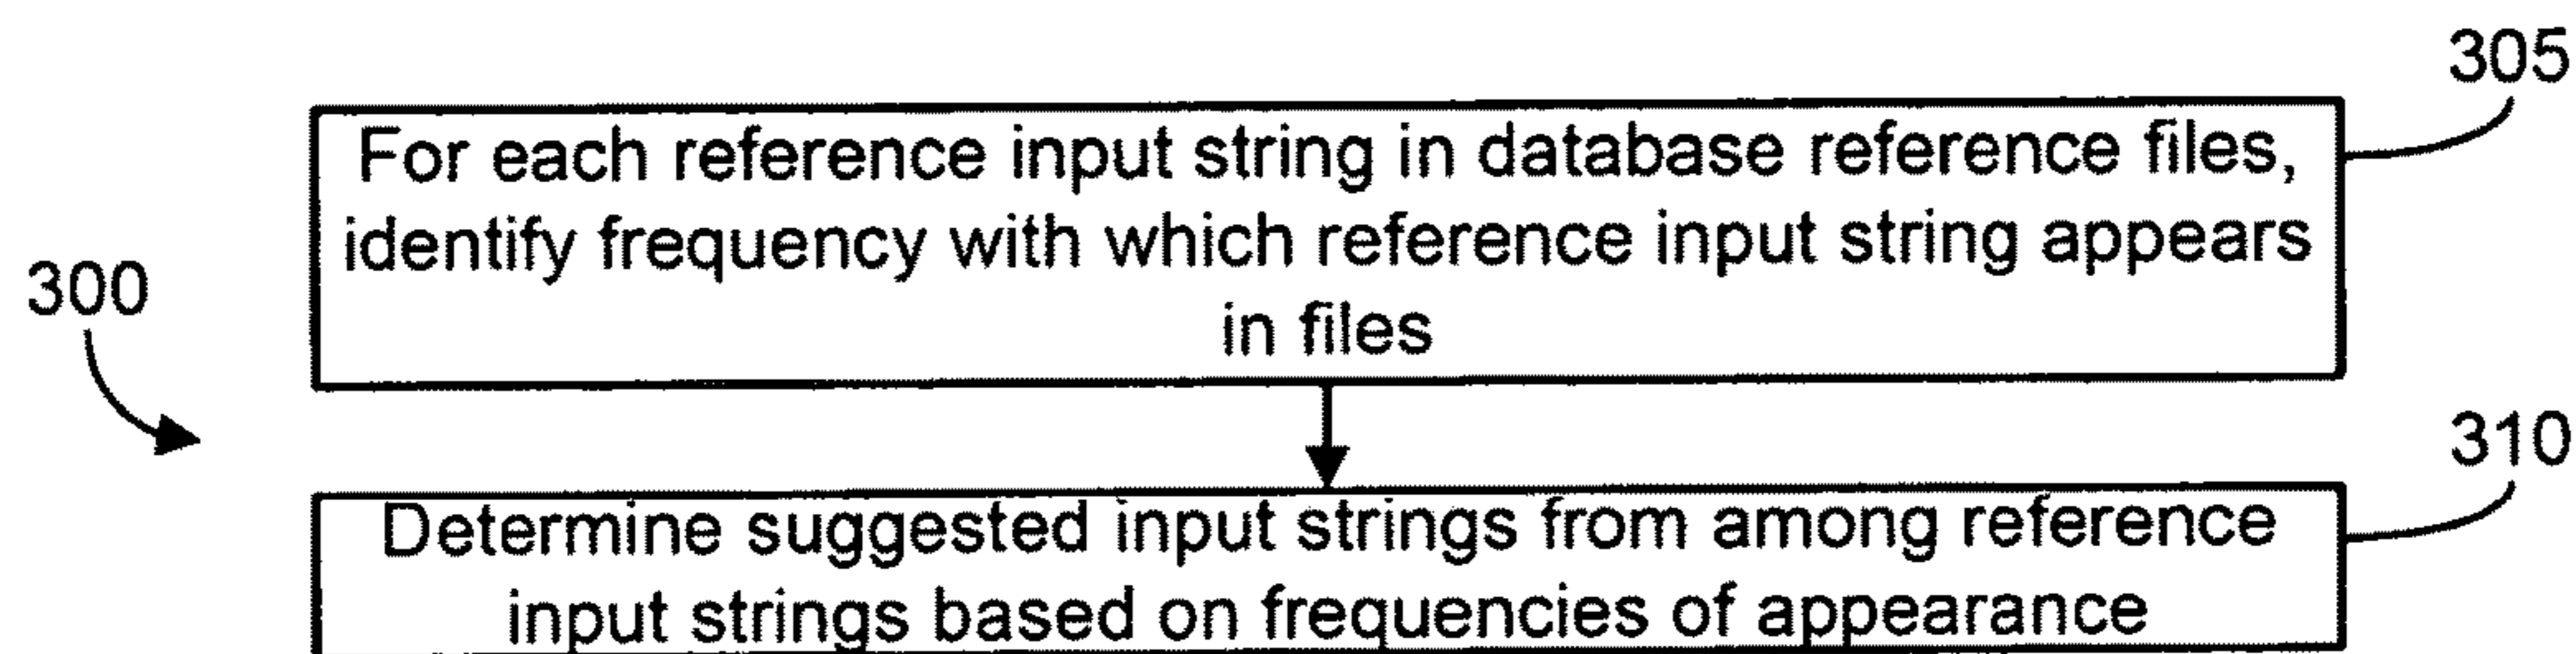 305
For each reference input string in database reference files,
identify frequency with which reference input string appears
in files
300
310
Determine suggested input strings from among reference
input strings based on frequencies of appearance